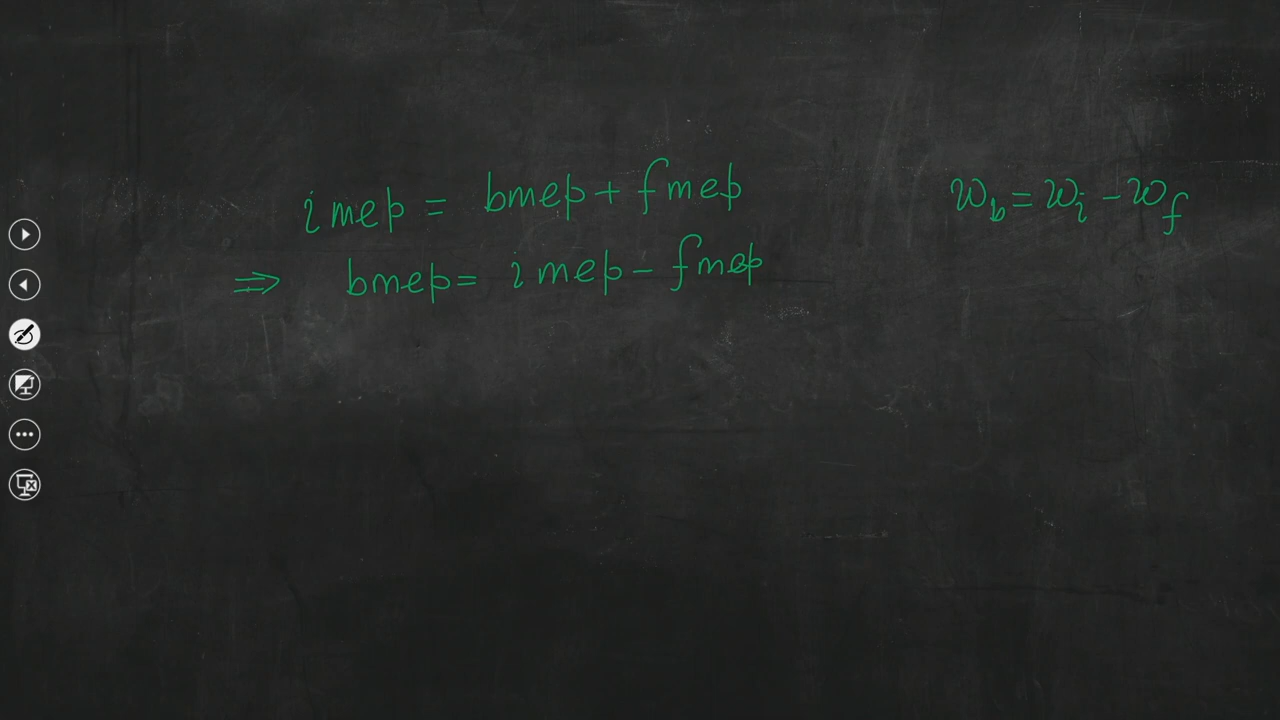 imep = bmep + fmep
w_b = w_i - w_f
⇒ bmep = imep - fmep